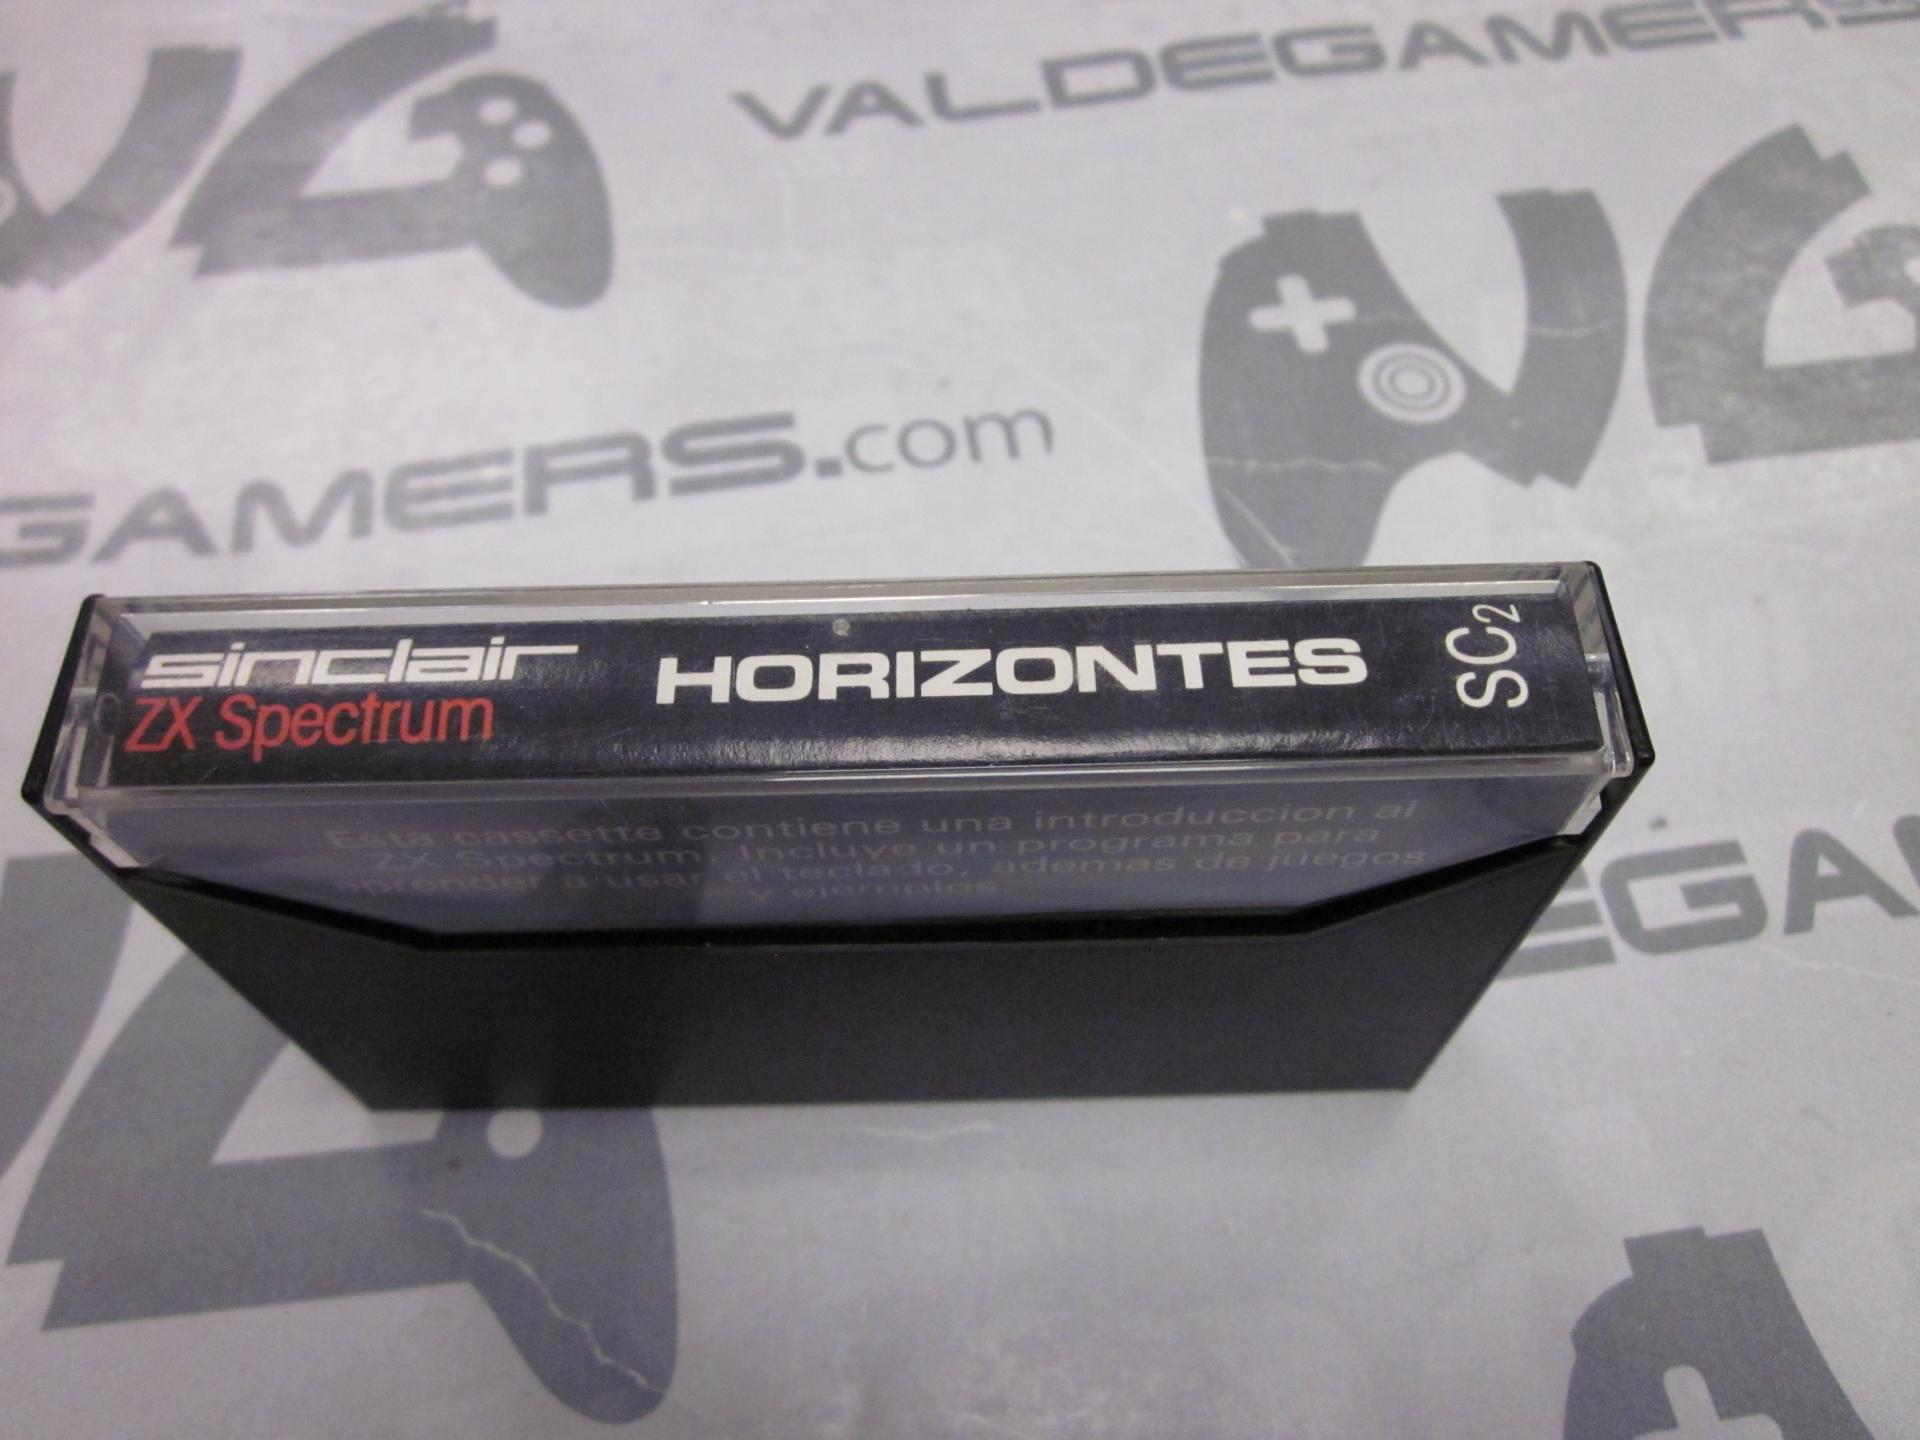 VALDEGAMERS
GAMERS.com
sinclair
ZX Spectrum
HORIZONTES
SC2
Esta cassette contiene una introduccion al
ZX Spectrum. Incluye un programa para
aprender a usar el teclado, ademas de juegos
y ejemplos.
EGA